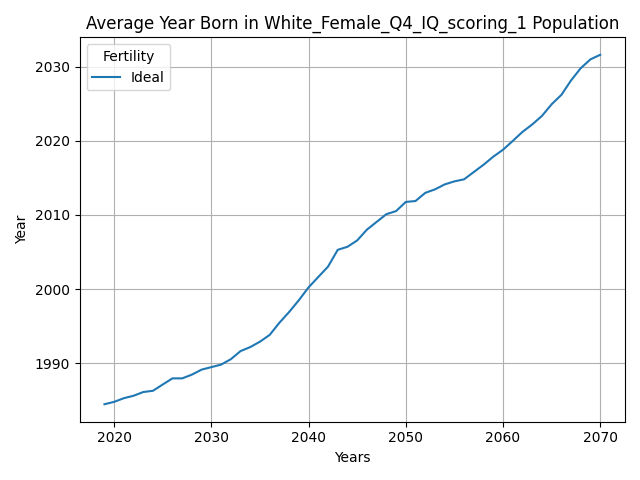 Average Year Born in White_Female_Q4_IQ_scoring_1 Population
Fertility
Ideal
Year
2030
2020
2010
2000
1990
2020 2030 2040 2050 2060 2070
Years